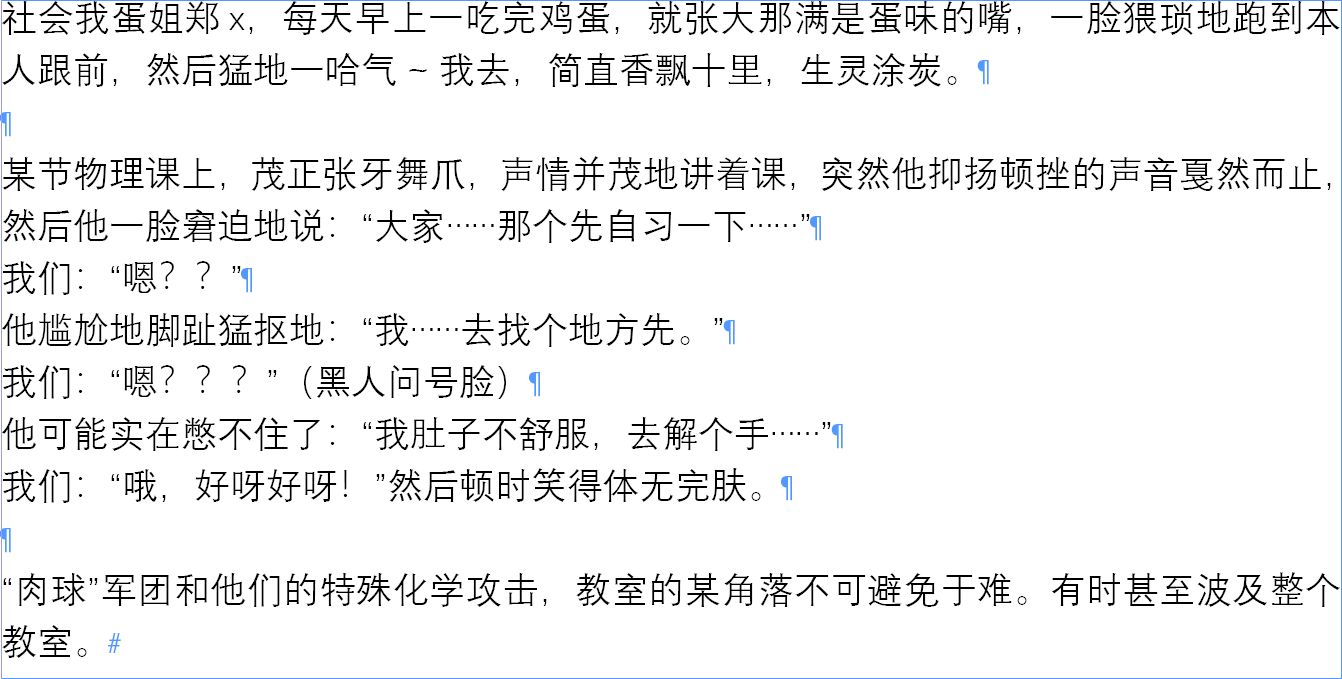 社会我蛋姐郑 x，每天早上一吃完鸡蛋，就张大那满是蛋味的嘴，一脸猥琐地跑到本
人跟前，然后猛地一哈气 ~ 我去，简直香飘十里，生灵涂炭。¶
¶
某节物理课上，茂正张牙舞爪，声情并茂地讲着课，突然他抑扬顿挫的声音戛然而止，
然后他一脸窘迫地说：“大家……那个先自习一下……”¶
我们：“嗯？？”¶
他尴尬地脚趾猛抠地：“我……去找个地方先。”¶
我们：“嗯？？？”（黑人问号脸）¶
他可能实在憋不住了：“我肚子不舒服，去解个手……”¶
我们：“哦，好呀好呀！”然后顿时笑得体无完肤。¶
¶
“肉球”军团和他们的特殊化学攻击，教室的某角落不可避免于难。有时甚至波及整个
教室。#